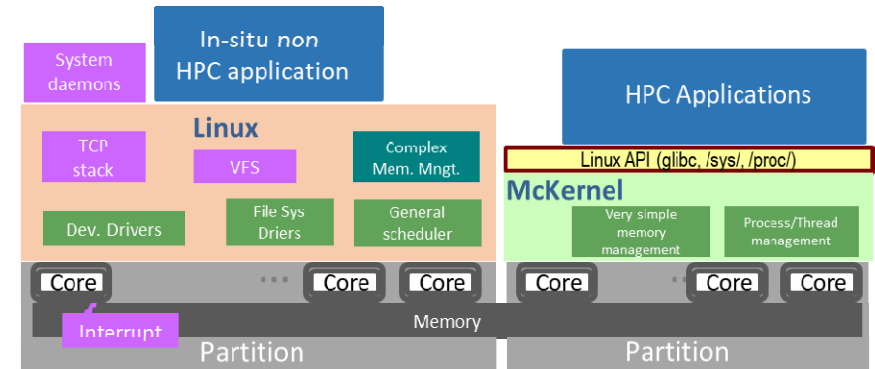 System
daemons
In-situ non
HPC application
HPC Applications
Linux
TCP
stack
VFS
Complex
Mem. Mngt.
Linux API (glibc, /sys/, /proc/)
McKernel
Dev. Drivers
File Sys
Driers
General
scheduler
Very simple
memory
management
Process/Thread
management
Core
...
Core
Core
Core
..
Core
Core
Interrupt
Memory
Partition
Partition